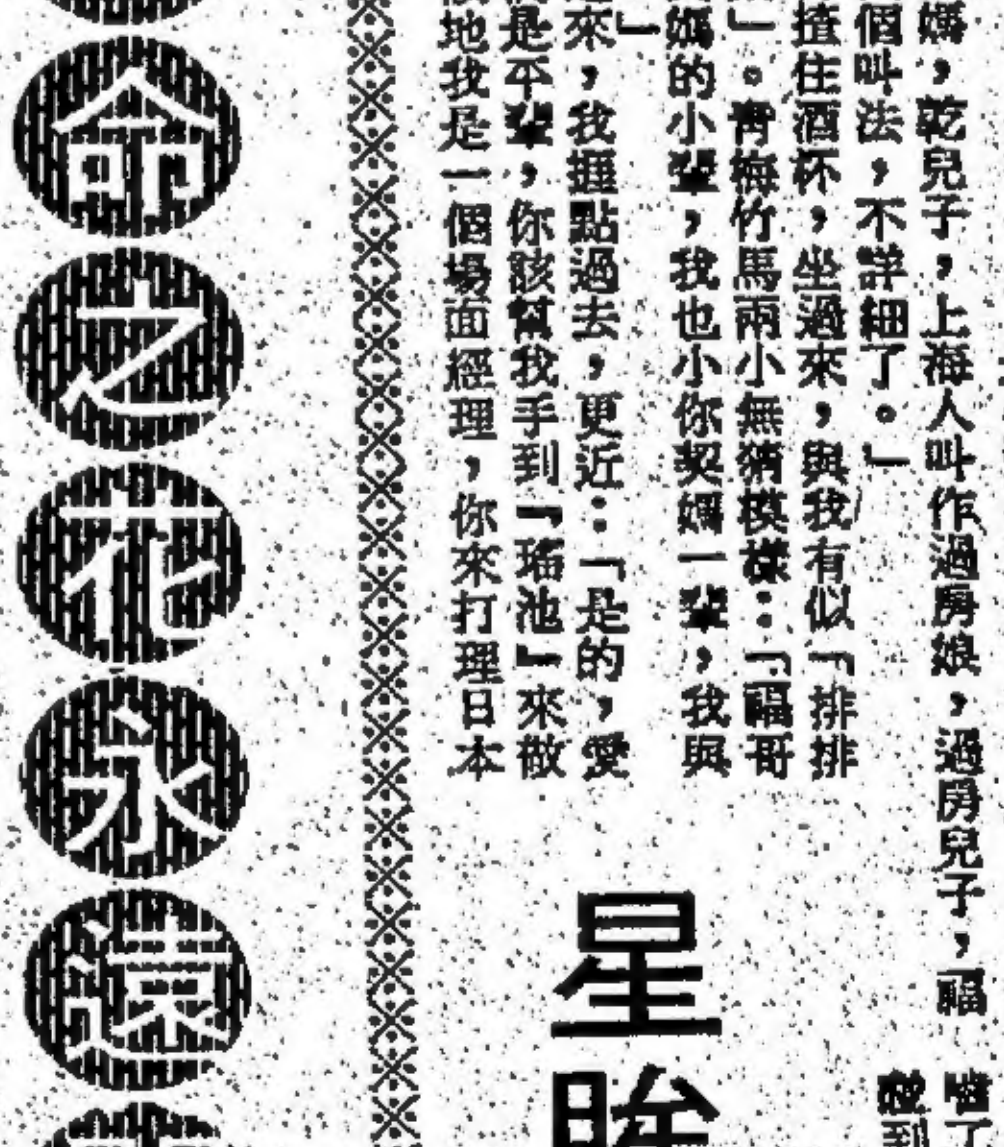 媽,乾兒子,上海人叫作過房娘,過房兒子,福
個叫法,不詳細了。」
揸住酒杯,坐過來,與我有似「排排
」。青梅竹馬兩小無猜模樣:「福哥
媽的小輩,我也小你契媽一輩,我與
」
來,我捱點過去,更近:「是的,愛
是平輩,你該幫我手到『瑤池』來做
地我是一個場面經理,你來打理日本
星眸
命之花永遠